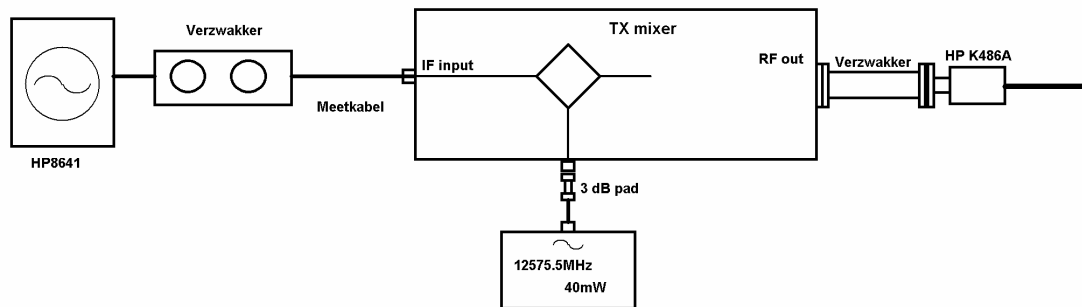 Verzwakker
TX mixer
IF input
RF out
Verzwakker
HP K486A
Meetkabel
HP8641
3 dB pad
12575.5MHz
40mW